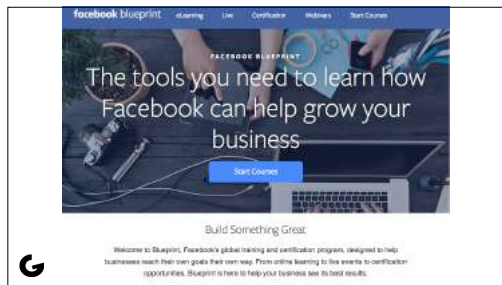 facebook blueprint eLearning Live Certification Webinars Start Courses
FACEBOOK BLUEPRINT
The tools you need to learn how
Facebook can help grow your
business
Start Courses
Build Something Great
Welcome to Blueprint, Facebook's global training and certification program, designed to help
businesses reach their own goals their own way. From online learning to live events to certification
opportunities, Blueprint is here to help your business see its best results.
G